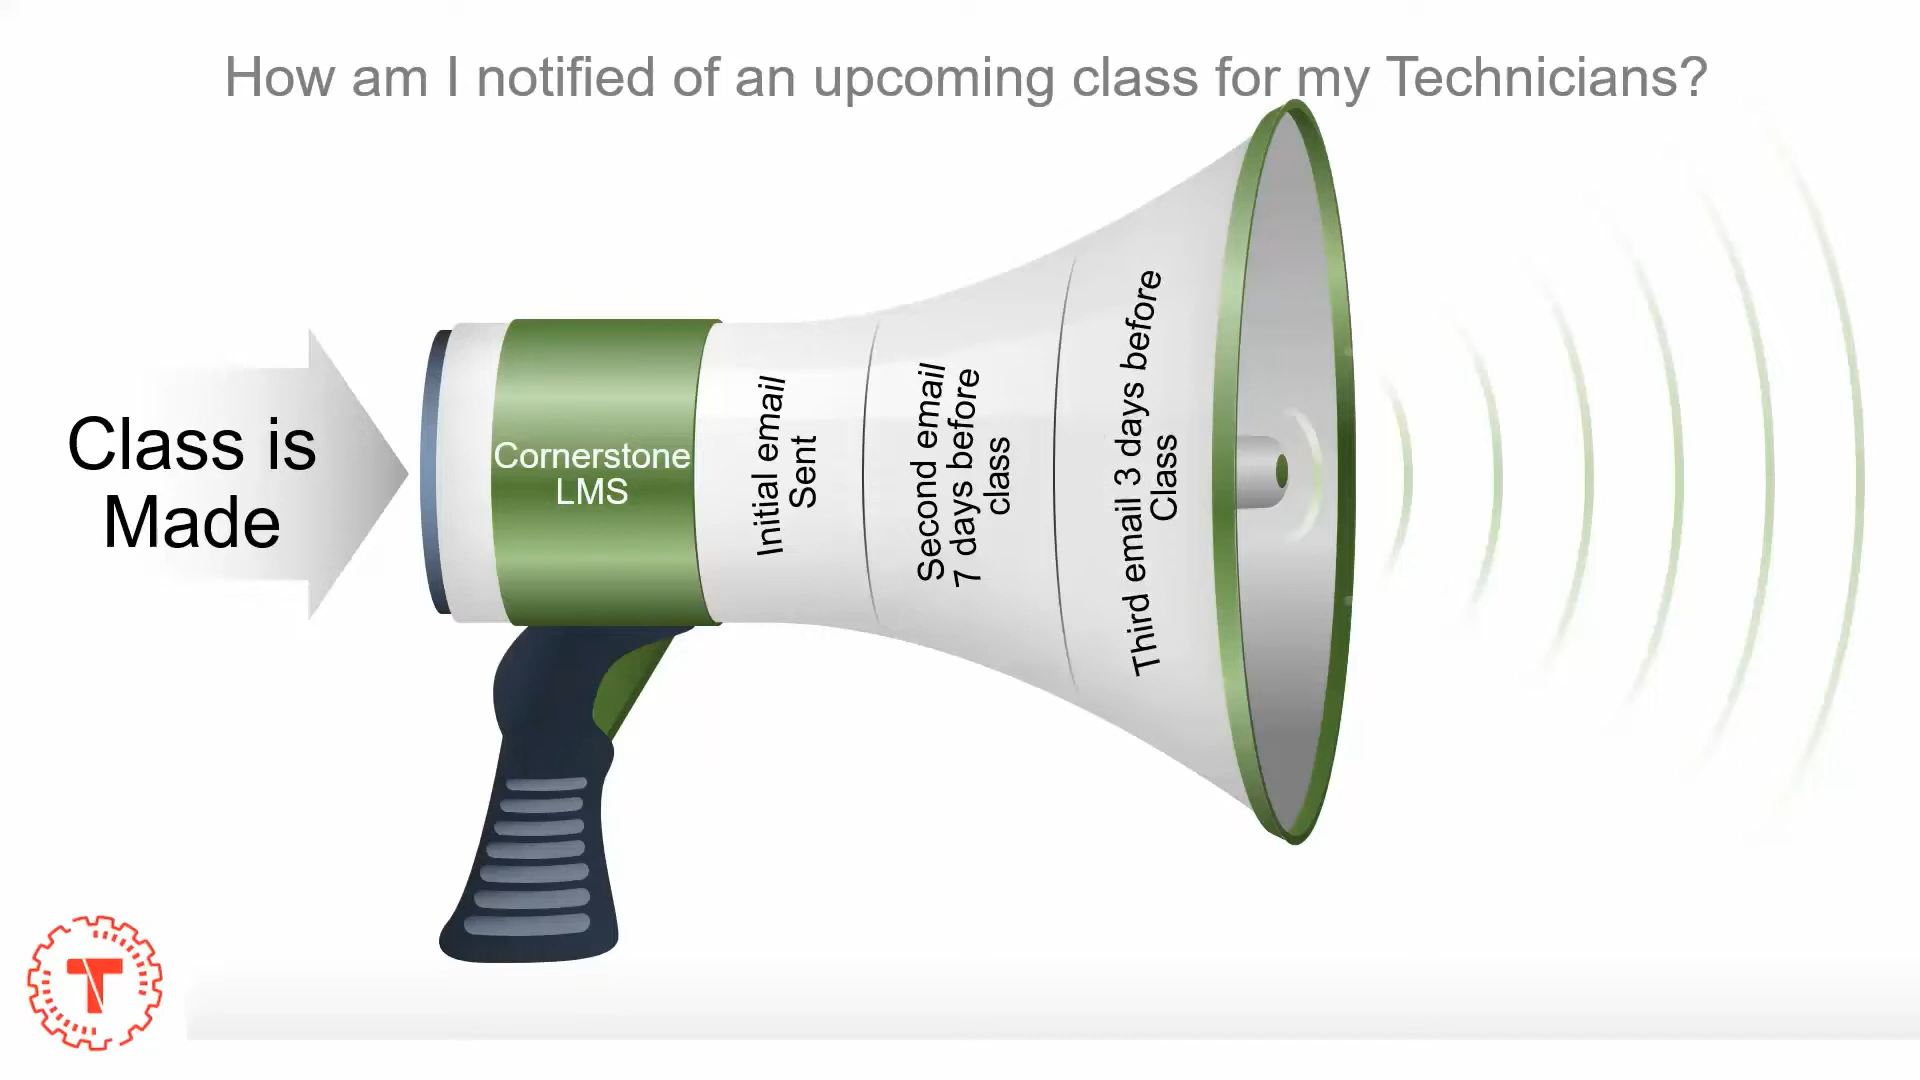 How am I notified of an upcoming class for my Technicians?
Class is
Made
Cornerstone
LMS
Initial email
Sent
Second email
7 days before
class
Third email 3 days before
Class
T